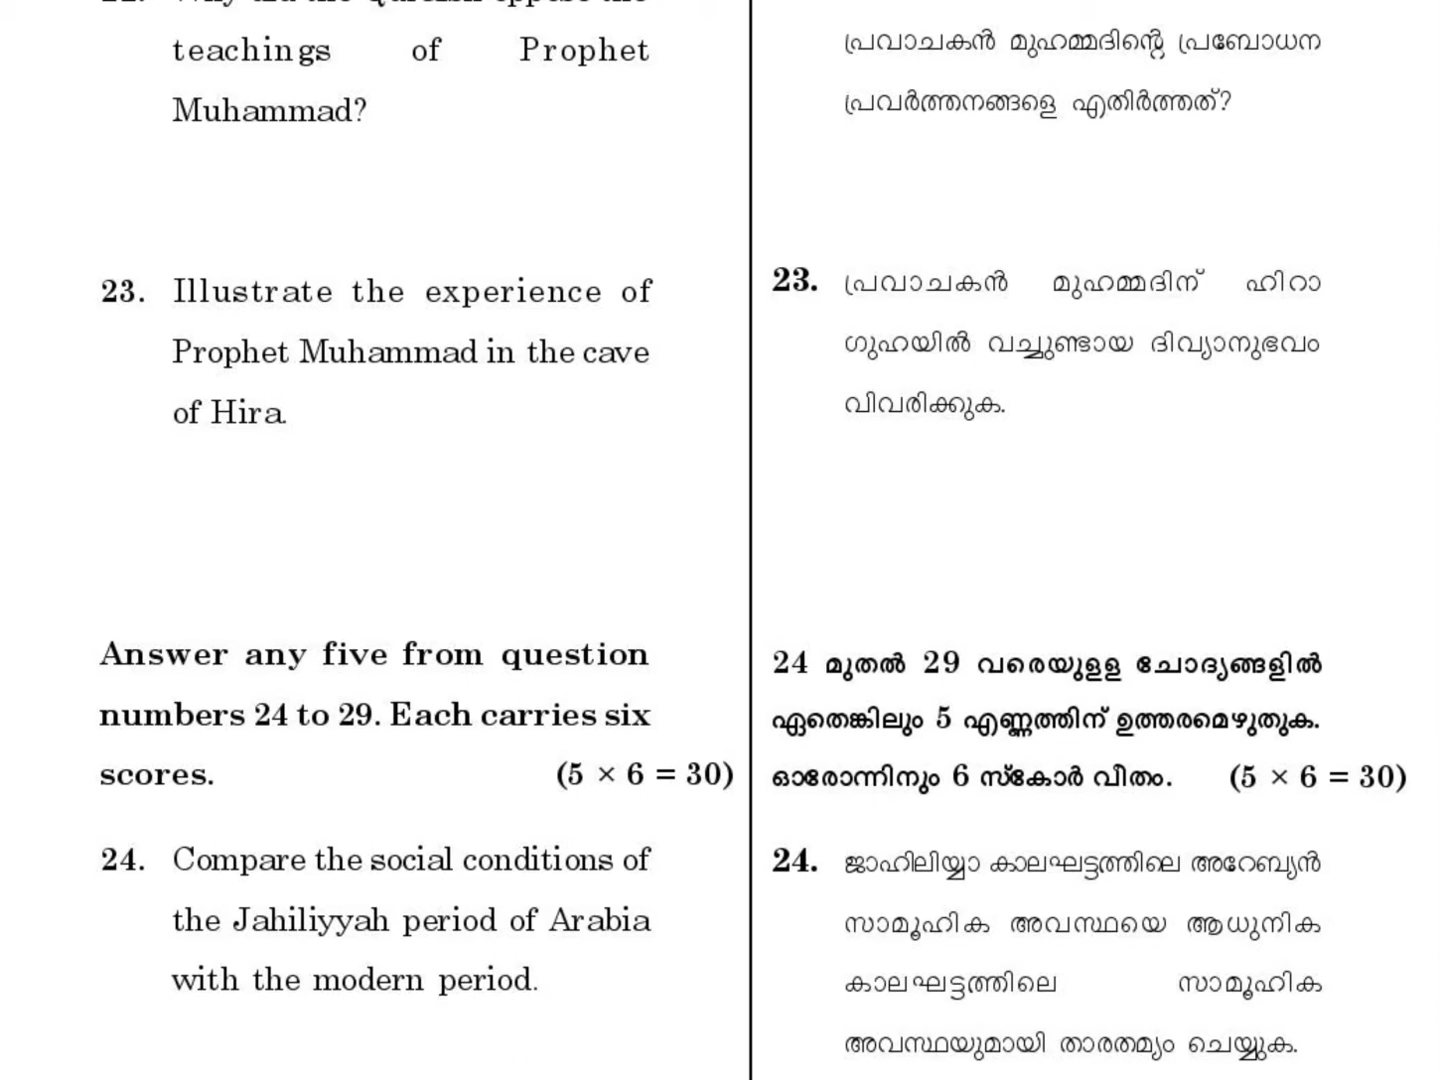 teachings of Prophet
Muhammad?
23. Illustrate the experience of
Prophet Muhammad in the cave
of Hira.
Answer any five from question
numbers 24 to 29. Each carries six
scores. (5 × 6 = 30)
24. Compare the social conditions of
the Jahiliyyah period of Arabia
with the modern period.
പ്രവാചകൻ മുഹമ്മദിന്റെ പ്രബോധന
പ്രവർത്തനങ്ങളെ എതിർത്തത്?
23. പ്രവാചകൻ മുഹമ്മദിന് ഹിറാ
ഗുഹയിൽ വച്ചുണ്ടായ ദിവ്യാനുഭവം
വിവരിക്കുക.
24 മുതൽ 29 വരെയുളള ചോദ്യങ്ങളിൽ
ഏതെങ്കിലും 5 എണ്ണത്തിന് ഉത്തരമെഴുതുക.
ഓരോന്നിനും 6 സ്കോർ വീതം. (5 × 6 = 30)
24. ജാഹിലിയ്യാ കാലഘട്ടത്തിലെ അറേബ്യൻ
സാമൂഹിക അവസ്ഥയെ ആധുനിക
കാലഘട്ടത്തിലെ സാമൂഹിക
അവസ്ഥയുമായി താരതമ്യം ചെയ്യുക.